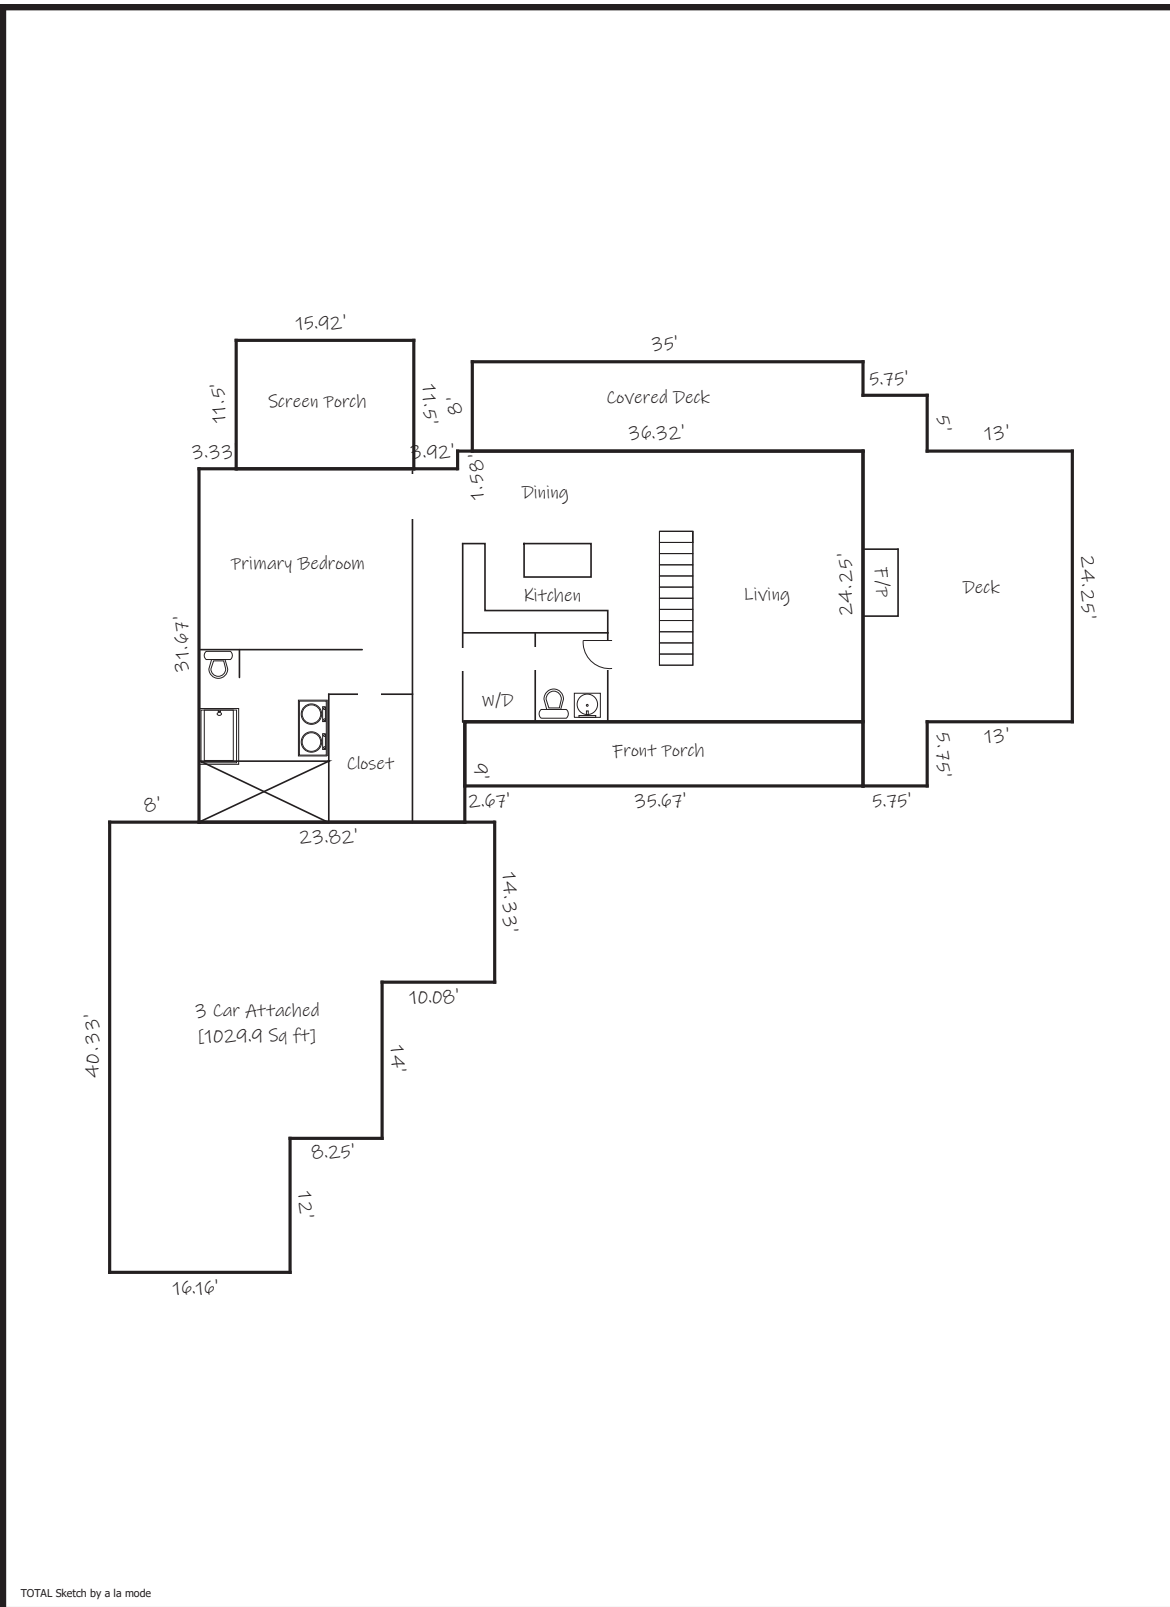 15.92'
35'
5.75'
11.5'
Screen Porch
11.5'
8'
Covered Deck
5'
13'
36.32'
3.33
3.92'
1.58'
Dining
Primary Bedroom
Kitchen
Living
24.25'
F/P
Deck
24.25'
31.67'
W/D
Closet
Front Porch
5.75'
13'
9'
2.67'
35.67'
5.75'
8'
23.82'
14.33'
10.08'
3 Car Attached
[1029.9 Sq ft]
40.33'
14'
8.25'
12'
16.16'
TOTAL Sketch by a la mode